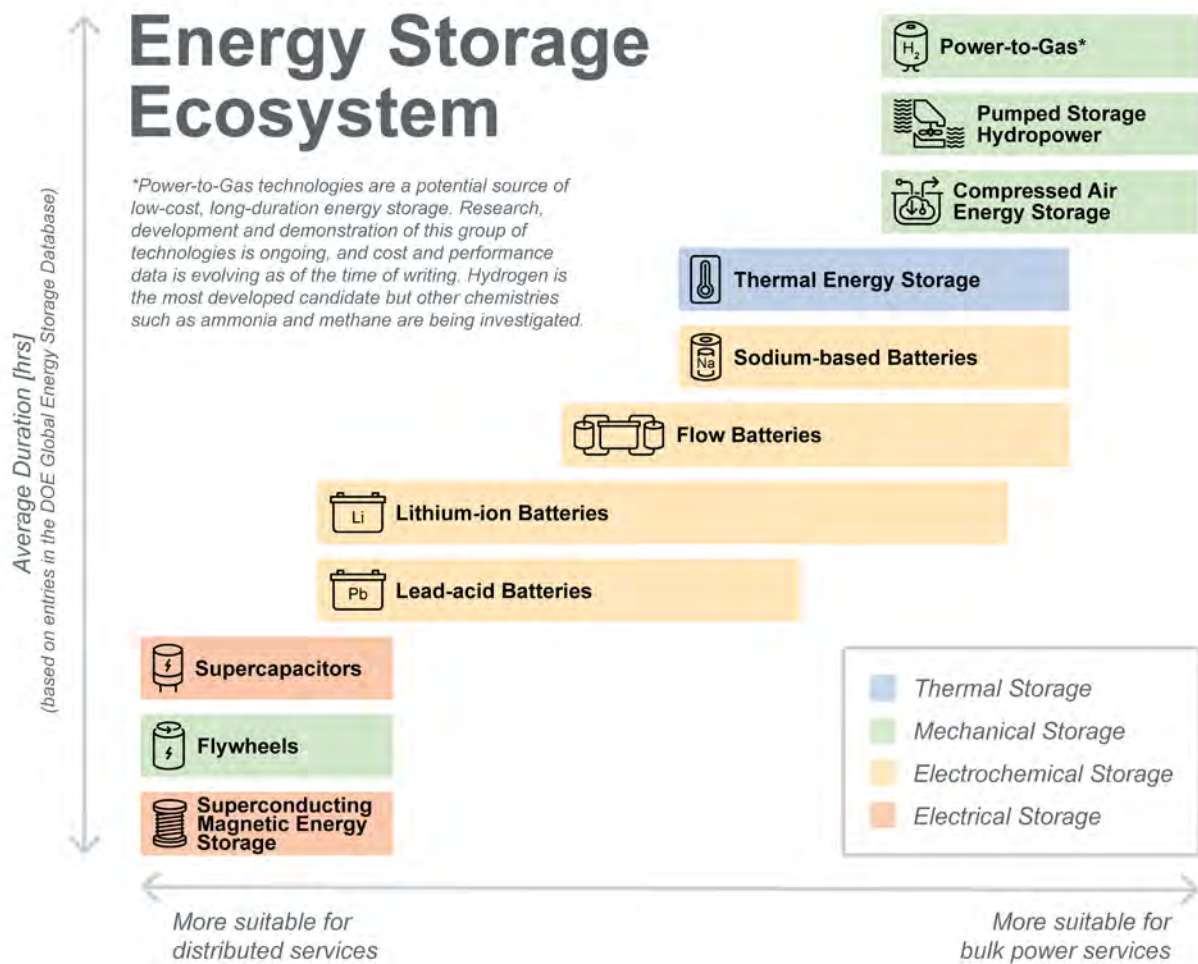 Energy Storage
Ecosystem
*Power-to-Gas technologies are a potential source of
low-cost, long-duration energy storage. Research,
development and demonstration of this group of
technologies is ongoing, and cost and performance
data is evolving as of the time of writing. Hydrogen is
the most developed candidate but other chemistries
such as ammonia and methane are being investigated.
Average Duration [hrs]
(based on entries in the DOE Global Energy Storage Database)
H2
Power-to-Gas*
Pumped Storage
Hydropower
Compressed Air
Energy Storage
Thermal Energy Storage
Na
Sodium-based Batteries
Flow Batteries
Li
Lithium-ion Batteries
Pb
Lead-acid Batteries
Supercapacitors
Flywheels
Superconducting
Magnetic Energy
Storage
Thermal Storage
Mechanical Storage
Electrochemical Storage
Electrical Storage
More suitable for
distributed services
More suitable for
bulk power services